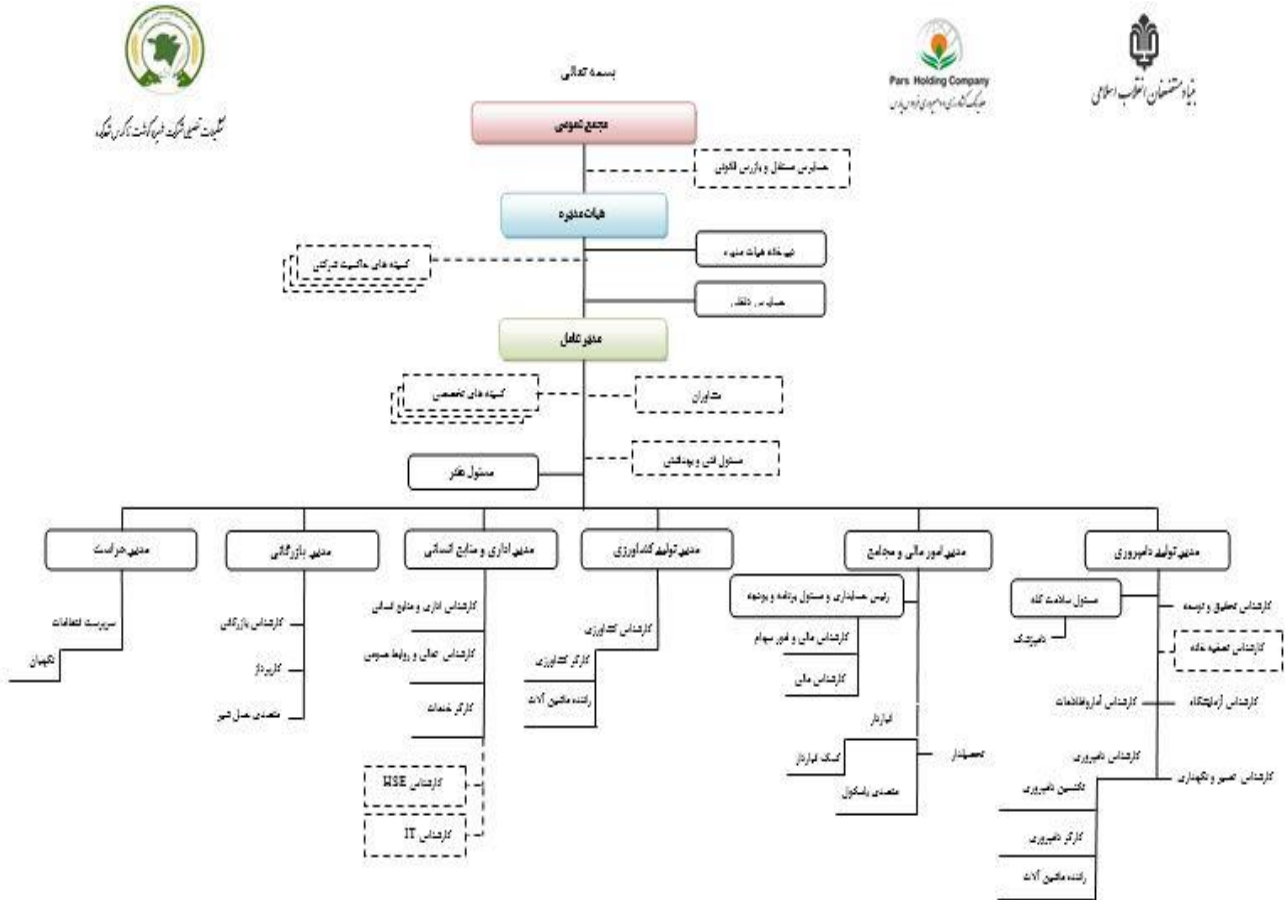 بسمه تعالی
Pars Holding Company
بنیاد مستضعفان انقلاب اسلامی
مجمع عمومی
حسابرس مستقل و بازرس قانونی
هیات مدیره
دبیرخانه هیات مدیره
کمیته های حاکمیت شرکتی
حسابرس داخلی
مدیر عامل
کمیته های تخصصی
مشاوران
مسئول فنی و بهداشتی
مسئول دفتر
مدیر تولید دامپروری
مدیر امور مالی و مجامع
مدیر تولید کشاورزی
مدیر اداری و منابع انسانی
مدیر بازرگانی
مدیر حراست
کارشناس تحقیق و توسعه
مسئول سلامت گله
دامپزشک
کارشناس تصفیه خانه
کارشناس آزمایشگاه
کارشناس آمار و اطلاعات
کارشناس دامپروری
کارشناس تعمیر و نگهداری
تکنسین دامپروری
کارگر دامپروری
راننده ماشین آلات
رئیس حسابداری و مسئول برنامه و بودجه
کارشناس مالی و امور سهام
کارشناس مالی
انباردار
تحصیلدار
کمک انباردار
متصدی باسکول
کارشناس کشاورزی
کارگر کشاورزی
راننده ماشین آلات
کارشناس اداری و منابع انسانی
کارشناس حقوقی و روابط عمومی
کارگر خدمات
کارشناس HSE
کارشناس IT
کارشناس بازرگانی
کارپرداز
متصدی حمل شیر
سرپرست انتظامات
نگهبان